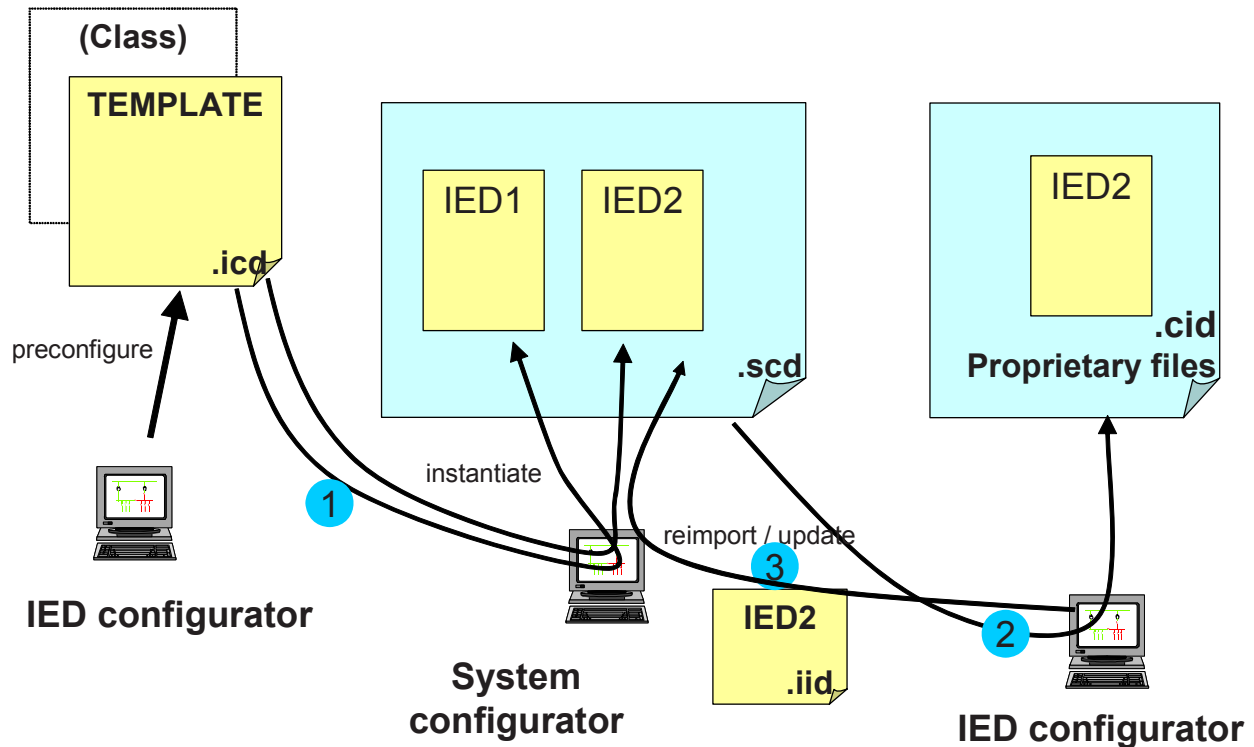 (Class)
TEMPLATE
.icd
preconfigure
IED configurator
1
instantiate
IED1
IED2
.scd
System
configurator
reimport / update
3
IED2
.iid
2
IED2
.cid
Proprietary files
IED configurator